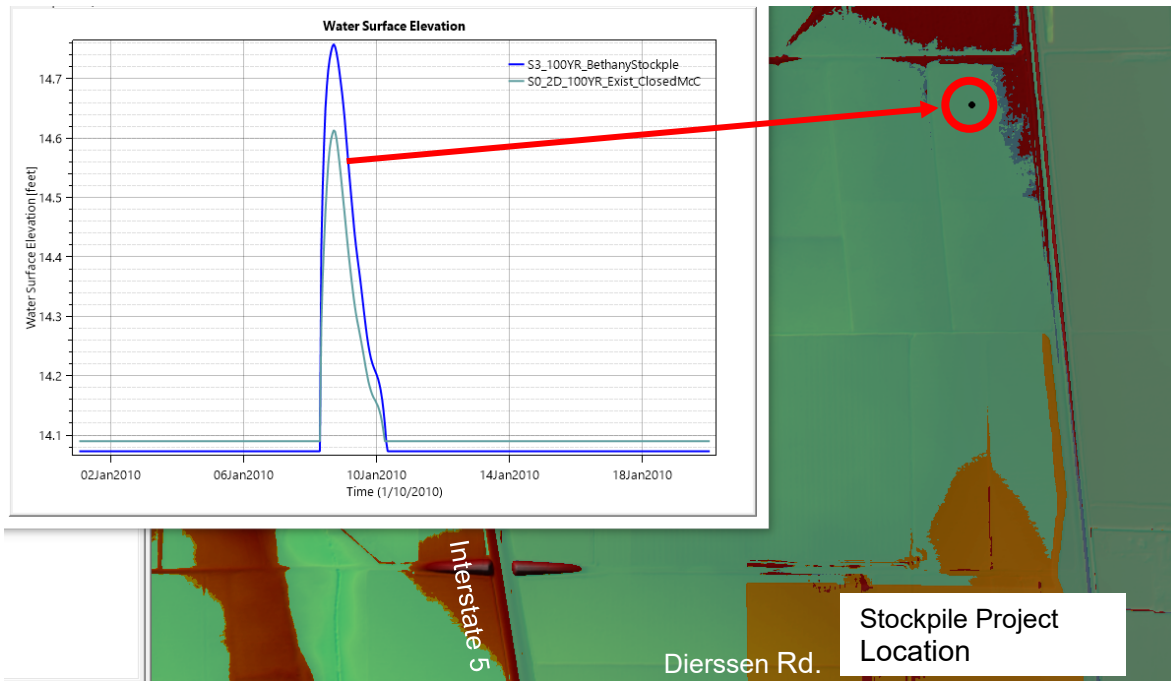 Water Surface Elevation
S3_100YR_BethanyStockple
S0_2D_100YR_Exist_ClosedMcC
Water Surface Elevation [feet]
14.7
14.6
14.5
14.4
14.3
14.2
14.1
02Jan2010 06Jan2010 10Jan2010 14Jan2010 18Jan2010
Time (1/10/2010)
Interstate 5
Dierssen Rd.
Stockpile Project
Location